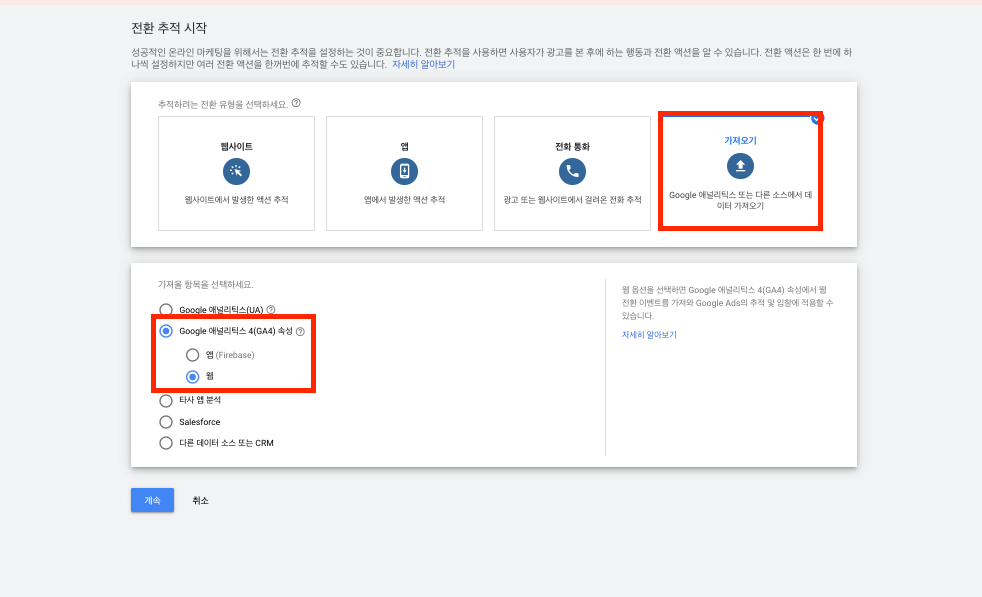 전환 추적 시작
성공적인 온라인 마케팅을 위해서는 전환 추적을 설정하는 것이 중요합니다. 전환 추적을 사용하면 사용자가 광고를 본 후에 하는 행동과 전환 액션을 알 수 있습니다. 전환 액션은 한 번에 하
나씩 설정하지만 여러 전환 액션을 한꺼번에 추적할 수도 있습니다. 자세히 알아보기
추적하려는 전환 유형을 선택하세요.
웹사이트
웹사이트에서 발생한 액션 추적
앱
앱에서 발생한 액션 추적
전화 통화
광고 또는 웹사이트에서 걸려온 전화 추적
가져오기
Google 애널리틱스 또는 다른 소스에서 데
이터 가져오기
가져올 항목을 선택하세요.
Google 애널리틱스(UA)
Google 애널리틱스 4(GA4) 속성
앱 (Firebase)
웹
타사 앱 분석
Salesforce
다른 데이터 소스 또는 CRM
웹 옵션을 선택하면 Google 애널리틱스 4(GA4) 속성에서 웹
전환 이벤트를 가져와 Google Ads의 추적 및 입찰에 적용할 수
있습니다.
자세히 알아보기
계속
취소